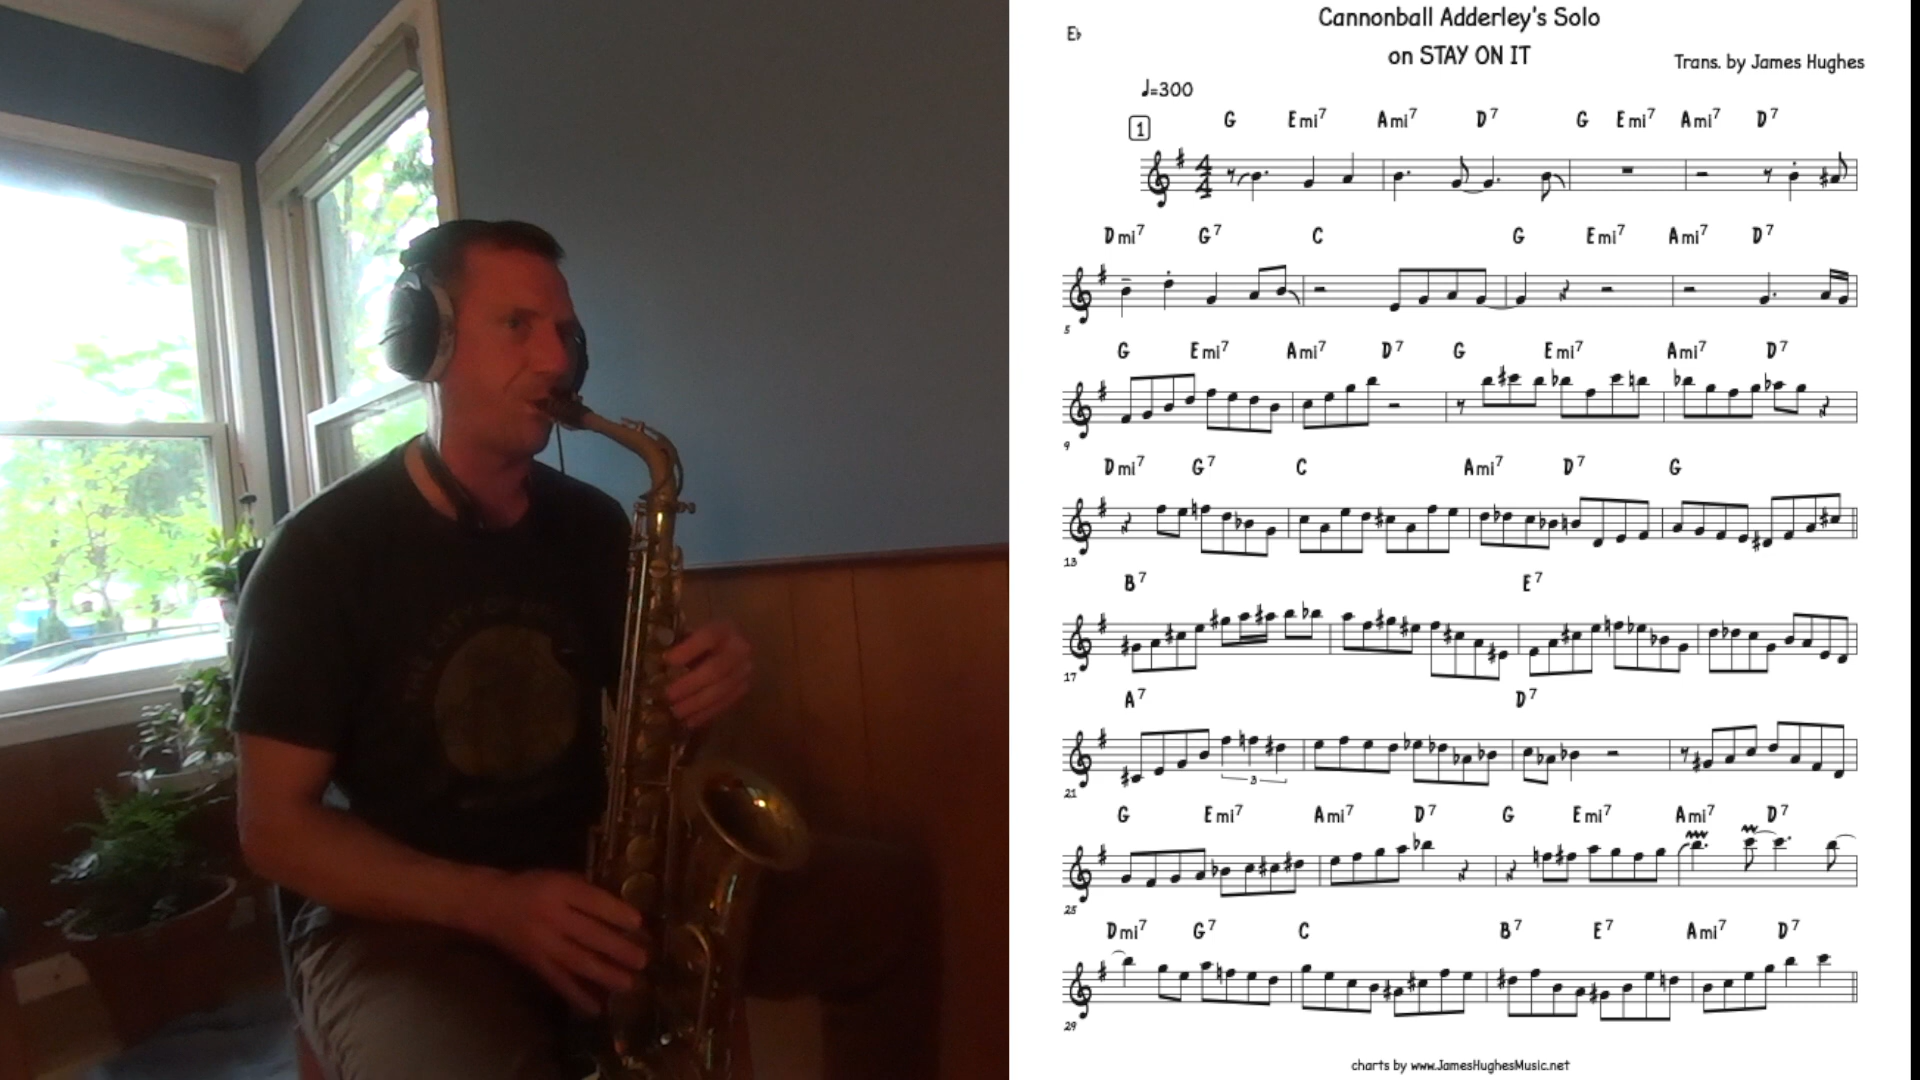 Cannonball Adderley's Solo
E♭
on STAY ON IT
Trans. by James Hughes
♩=300
1
G Emi7 Ami7 D7 G Emi7 Ami7 D7
4
4
Dmi7 G7 C G Emi7 Ami7 D7
5
G Emi7 Ami7 D7 G Emi7 Ami7 D7
9
Dmi7 G7 C Ami7 D7 G
13
B7 E7
17
A7 D7
3
21
G Emi7 Ami7 D7 G Emi7 Ami7 D7
25
Dmi7 G7 C B7 E7 Ami7 D7
29
charts by www.JamesHughesMusic.net